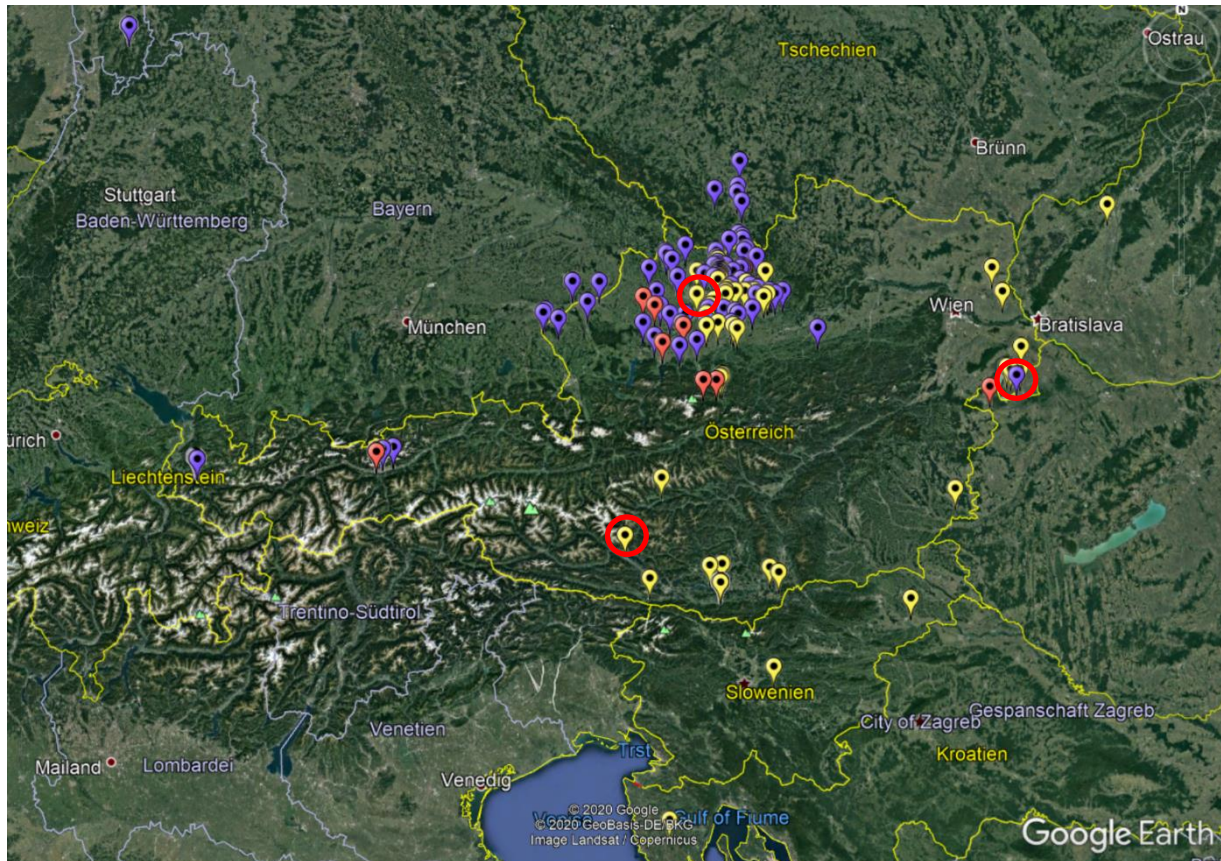 N
Ostrau
Tschechien
Brünn
Stuttgart
Baden-Württemberg
Bayern
Wien
Bratislava
München
ürich
Österreich
Liechtenstein
chweiz
Trentino-Südtirol
Slowenien
City of Zagreb
Gespanschaft Zagreb
Venetien
Trst
Kroatien
Mailand
Lombardei
Venedig
© 2020 Google
Gulf of Fiume
© 2020 GeoBasis-DE/BKG
Image Landsat / Copernicus
Google Earth